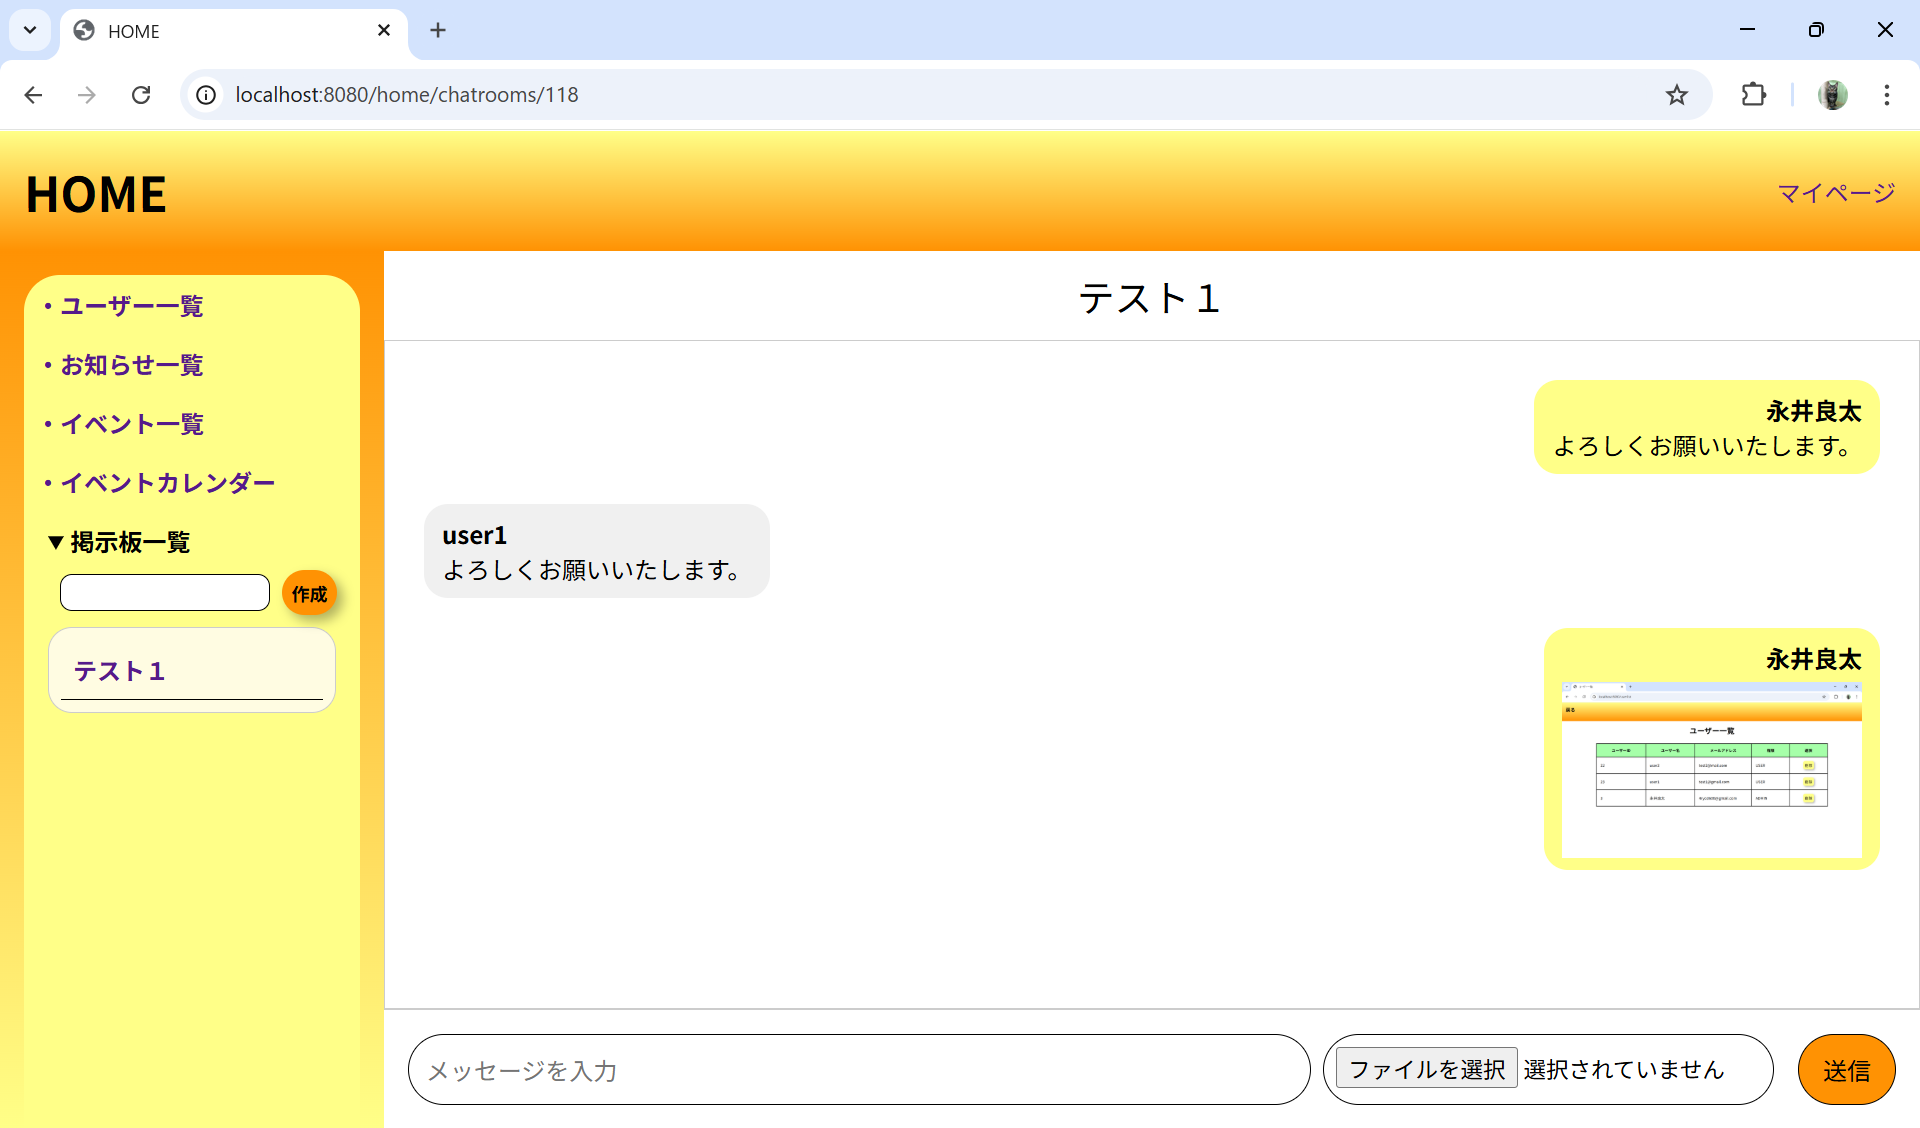 HOME
localhost:8080/home/chatrooms/118
HOME
マイページ
・ユーザー一覧
・お知らせ一覧
・イベント一覧
・イベントカレンダー
▼掲示板一覧
作成
テスト１
テスト１
永井良太
よろしくお願いいたします。
user1
よろしくお願いいたします。
永井良太
ユーザー一覧
メッセージを入力
ファイルを選択 選択されていません
送信